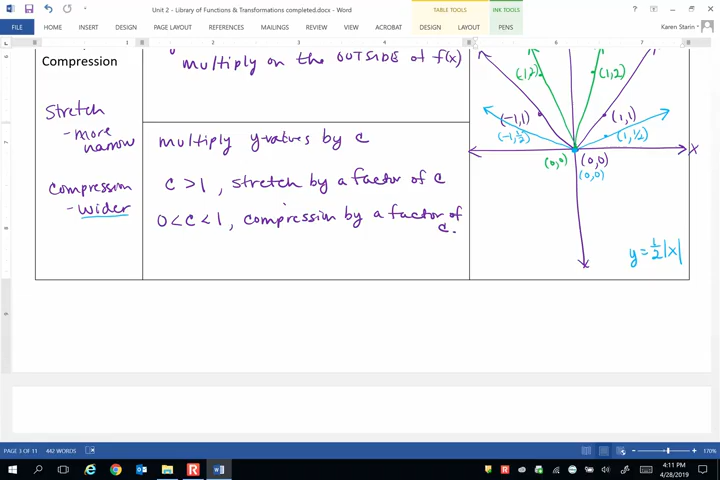 Unit 2 - Library of Functions & Transformations completed.docx - Word
TABLE TOOLS
INK TOOLS
Karen Starin
FILE
HOME
INSERT
DESIGN
PAGE LAYOUT
REFERENCES
MAILINGS
REVIEW
VIEW
ACROBAT
DESIGN
LAYOUT
PENS
Compression
Stretch
- more
narrow
Compression
- wider
multiply on the OUTSIDE of f(x)
multiply y-values by c
c > 1, stretch by a factor of c
0 < c < 1, compression by a factor of
c.
(1,2)
(-1,1)
(1,1)
(-1,½)
(1,½)
(0,0)
(0,0)
(0,0)
x
y = ½|x|
PAGE 3 OF 11
442 WORDS
170%
4:11 PM
4/28/2019